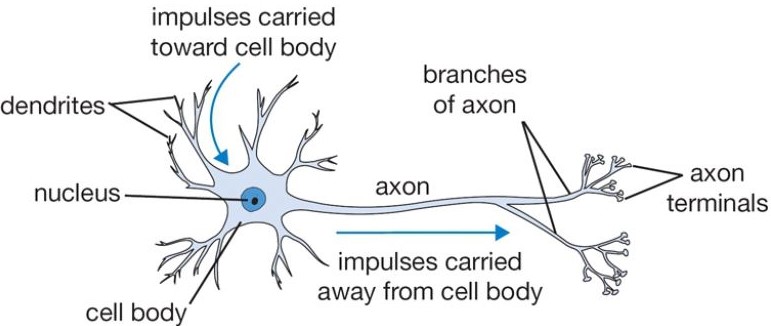 impulses carried
toward cell body
branches
of axon
dendrites
axon
terminals
nucleus
axon
impulses carried
away from cell body
cell body